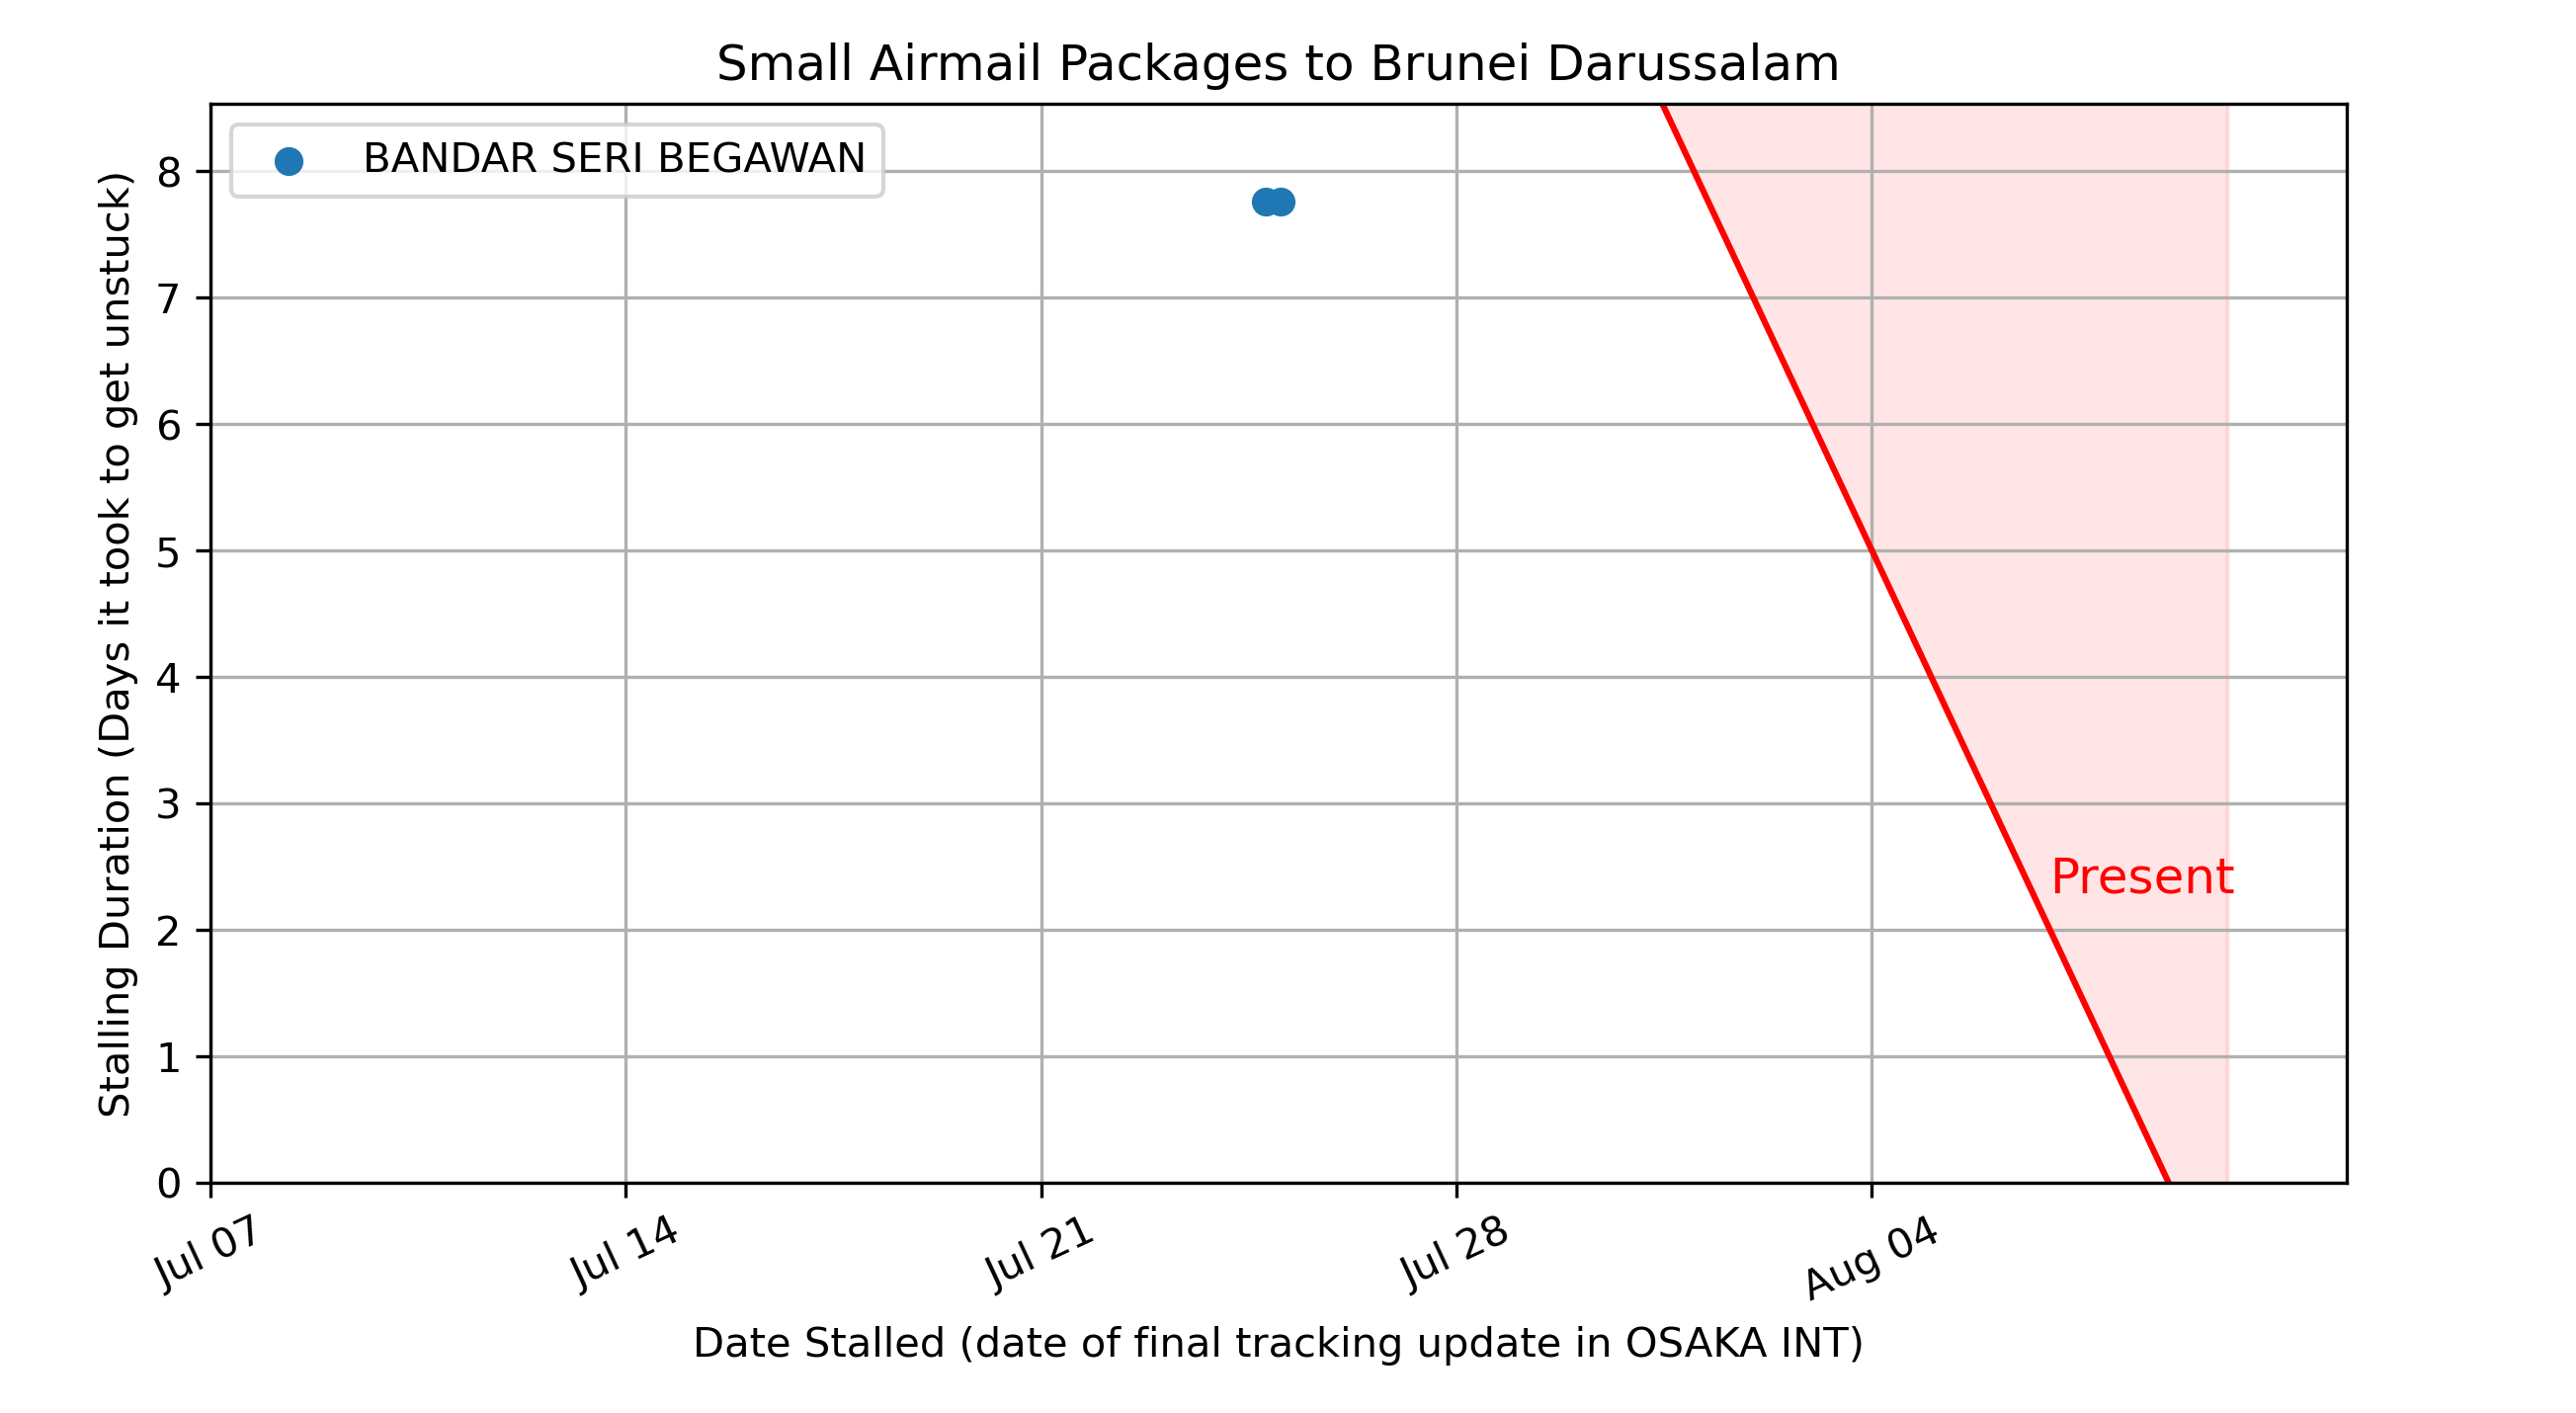 Small Airmail Packages to Brunei Darussalam
BANDAR SERI BEGAWAN
Stalling Duration (Days it took to get unstuck)
8
7
6
5
4
3
2
1
0
Present
Jul 07
Jul 14
Jul 21
Jul 28
Aug 04
Date Stalled (date of final tracking update in OSAKA INT)